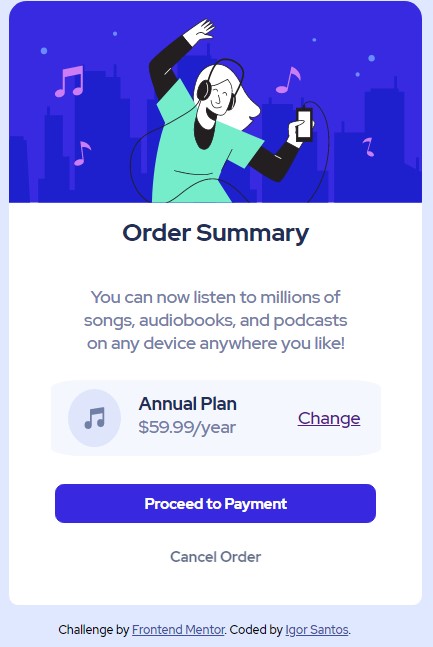 Order Summary
You can now listen to millions of
songs, audiobooks, and podcasts
on any device anywhere you like!
Annual Plan
$59.99/year
Change
Proceed to Payment
Cancel Order
Challenge by Frontend Mentor. Coded by Igor Santos.